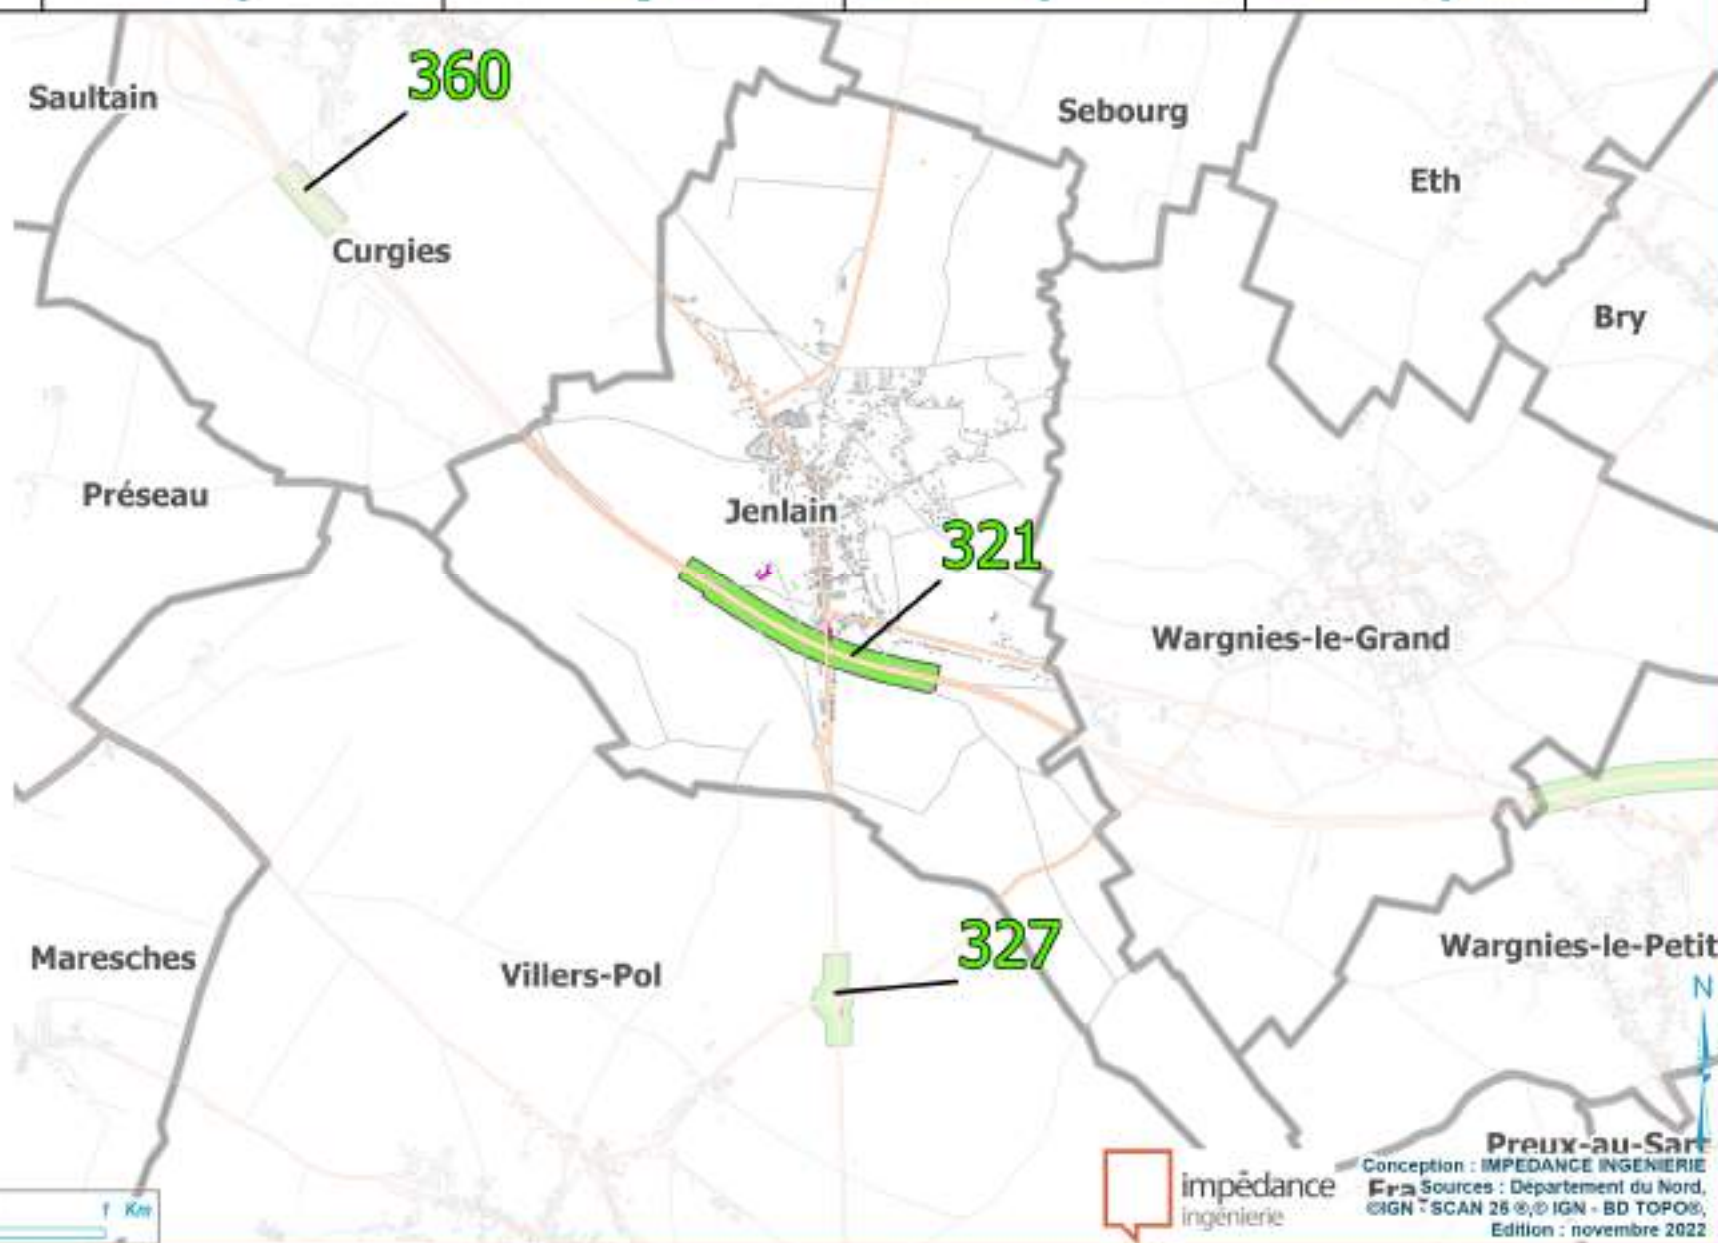 360
Saultain
Sebourg
Eth
Curgies
Bry
Préseau
Jenlain
321
Wargnies-le-Grand
327
Wargnies-le-Petit
Maresches
Villers-Pol
N
Preux-au-Sart
impédance
ingénierie
Conception : IMPEDANCE INGENIERIE
Fra
Sources : Département du Nord,
©IGN - SCAN 25 ®,© IGN - BD TOPO®,
Edition : novembre 2022
1 Km